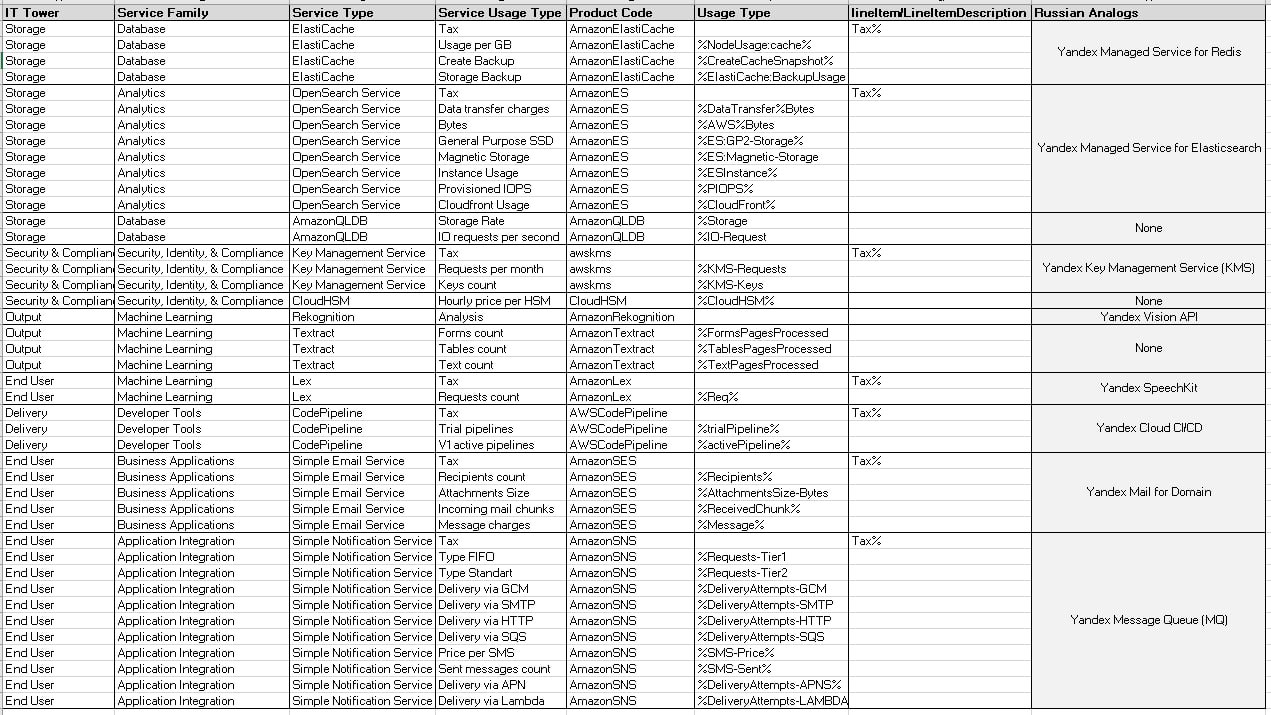 IT Tower Service Family Service Type Service Usage Type Product Code Usage Type lineItem/LineItemDescription Russian Analogs
Storage Database ElastiCache Tax AmazonElastiCache Tax%
Storage Database ElastiCache Usage per GB AmazonElastiCache %NodeUsage:cache%
Yandex Managed Service for Redis
Storage Database ElastiCache Create Backup AmazonElastiCache %CreateCacheSnapshot%
Storage Database ElastiCache Storage Backup AmazonElastiCache %ElastiCache:BackupUsage
Storage Analytics OpenSearch Service Tax AmazonES Tax%
Storage Analytics OpenSearch Service Data transfer charges AmazonES %DataTransfer%Bytes
Storage Analytics OpenSearch Service Bytes AmazonES %AWS%Bytes
Storage Analytics OpenSearch Service General Purpose SSD AmazonES %ES:GP2-Storage%
Yandex Managed Service for Elasticsearch
Storage Analytics OpenSearch Service Magnetic Storage AmazonES %ES:Magnetic-Storage
Storage Analytics OpenSearch Service Instance Usage AmazonES %ESInstance%
Storage Analytics OpenSearch Service Provisioned IOPS AmazonES %PIOPS%
Storage Analytics OpenSearch Service Cloudfront Usage AmazonES %CloudFront%
Storage Database AmazonQLDB Storage Rate AmazonQLDB %Storage
None
Storage Database AmazonQLDB IO requests per second AmazonQLDB %IO-Request
Security & Complian Security, Identity, & Compliance Key Management Service Tax awskms Tax%
Security & Complian Security, Identity, & Compliance Key Management Service Requests per month awskms %KMS-Requests Yandex Key Management Service (KMS)
Security & Complian Security, Identity, & Compliance Key Management Service Keys count awskms %KMS-Keys
Security & Complian Security, Identity, & Compliance CloudHSM Hourly price per HSM CloudHSM %CloudHSM% None
Output Machine Learning Rekognition Analysis AmazonRekognition Yandex Vision API
Output Machine Learning Textract Forms count AmazonTextract %FormsPagesProcessed
Output Machine Learning Textract Tables count AmazonTextract %TablesPagesProcessed None
Output Machine Learning Textract Text count AmazonTextract %TextPagesProcessed
End User Machine Learning Lex Tax AmazonLex Tax%
Yandex SpeechKit
End User Machine Learning Lex Requests count AmazonLex %Req%
Delivery Developer Tools CodePipeline Tax AWSCodePipeline Tax%
Delivery Developer Tools CodePipeline Trial pipelines AWSCodePipeline %trialPipeline% Yandex Cloud CI/CD
Delivery Developer Tools CodePipeline V1 active pipelines AWSCodePipeline %activePipeline%
End User Business Applications Simple Email Service Tax AmazonSES Tax%
End User Business Applications Simple Email Service Recipients count AmazonSES %Recipients%
End User Business Applications Simple Email Service Attachments Size AmazonSES %AttachmentsSize-Bytes Yandex Mail for Domain
End User Business Applications Simple Email Service Incoming mail chunks AmazonSES %ReceivedChunk%
End User Business Applications Simple Email Service Message charges AmazonSES %Message%
End User Application Integration Simple Notification Service Tax AmazonSNS Tax%
End User Application Integration Simple Notification Service Type FIFO AmazonSNS %Requests-Tier1
End User Application Integration Simple Notification Service Type Standart AmazonSNS %Requests-Tier2
End User Application Integration Simple Notification Service Delivery via GCM AmazonSNS %DeliveryAttempts-GCM
End User Application Integration Simple Notification Service Delivery via SMTP AmazonSNS %DeliveryAttempts-SMTP
End User Application Integration Simple Notification Service Delivery via HTTP AmazonSNS %DeliveryAttempts-HTTP Yandex Message Queue (MQ)
End User Application Integration Simple Notification Service Delivery via SQS AmazonSNS %DeliveryAttempts-SQS
End User Application Integration Simple Notification Service Price per SMS AmazonSNS %SMS-Price%
End User Application Integration Simple Notification Service Sent messages count AmazonSNS %SMS-Sent%
End User Application Integration Simple Notification Service Delivery via APN AmazonSNS %DeliveryAttempts-APNS%
End User Application Integration Simple Notification Service Delivery via Lambda AmazonSNS %DeliveryAttempts-LAMBDA